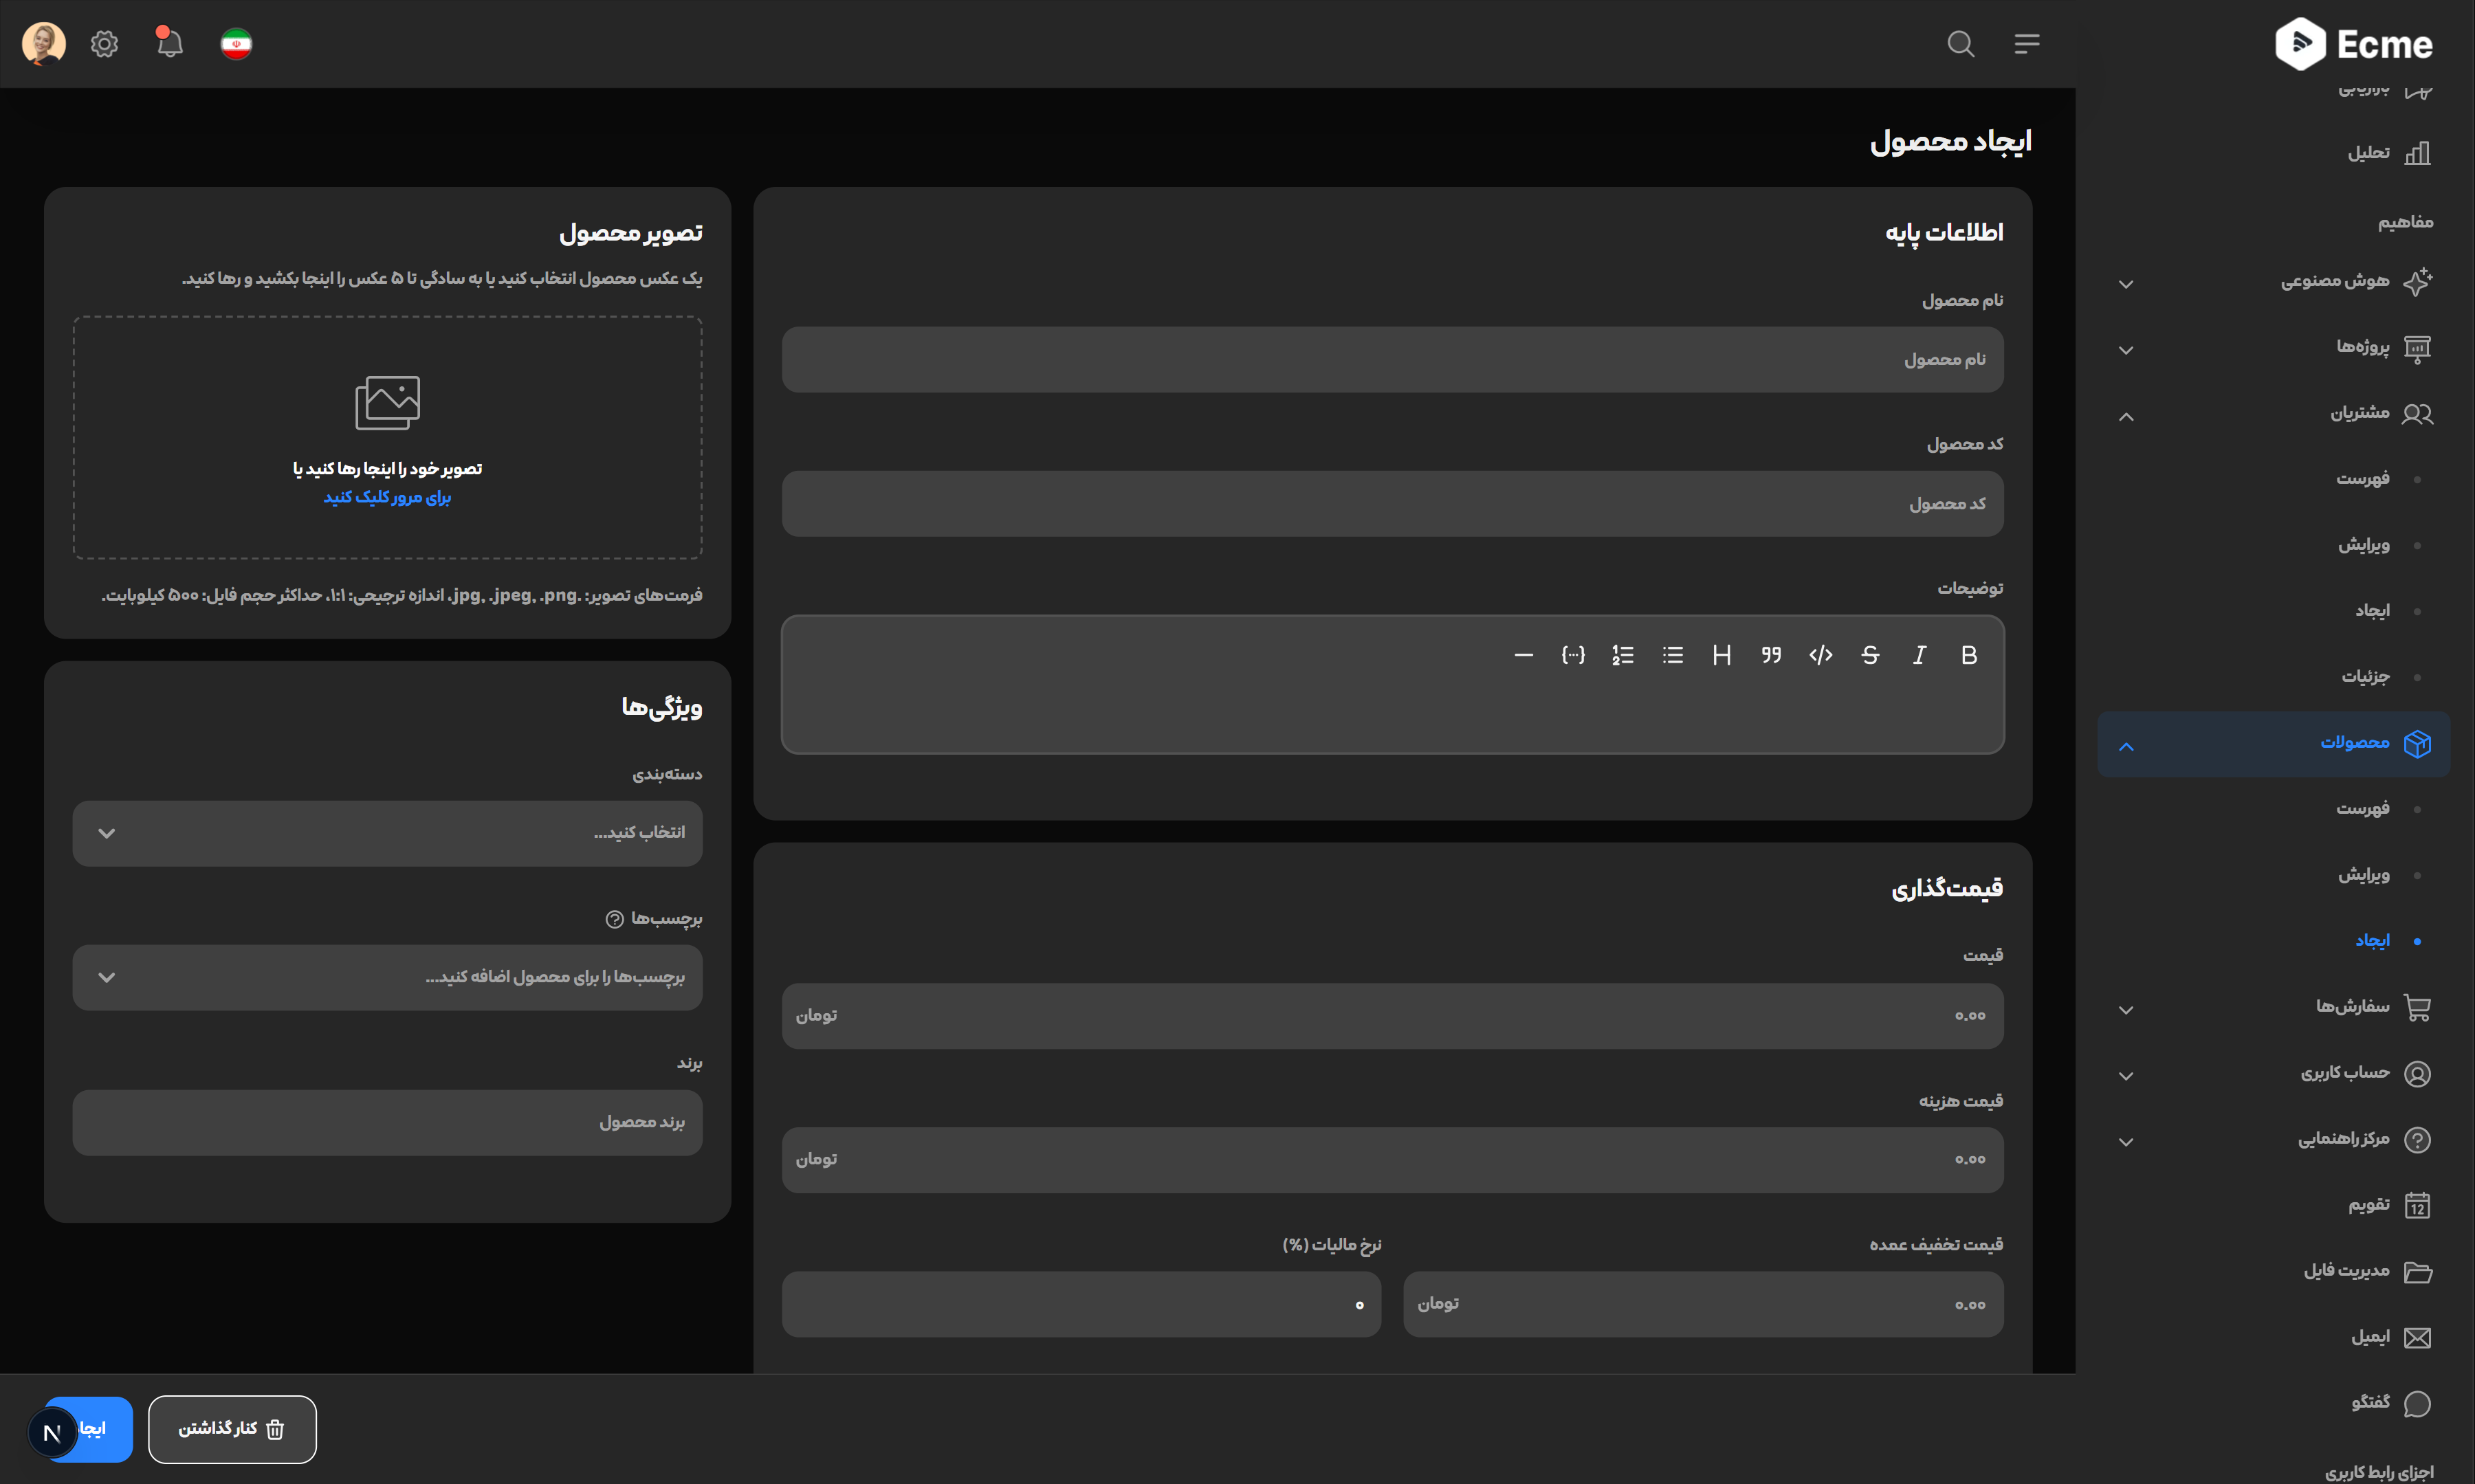 Ecme
بازاریابی
تحلیل
مفاهیم
هوش مصنوعی
پروژه‌ها
مشتریان
فهرست
ویرایش
ایجاد
جزئیات
محصولات
فهرست
ویرایش
ایجاد
سفارش‌ها
حساب کاربری
مرکز راهنمایی
تقویم
12
مدیریت فایل
ایمیل
گفتگو
اجزای رابط کاربری
ایجاد محصول
اطلاعات پایه
نام محصول
نام محصول
کد محصول
کد محصول
توضیحات
قیمت‌گذاری
قیمت
۰.۰۰ تومان
قیمت هزینه
۰.۰۰ تومان
قیمت تخفیف عمده
۰.۰۰ تومان
نرخ مالیات (%)
۰
تصویر محصول
یک عکس محصول انتخاب کنید یا به سادگی تا ۵ عکس را اینجا بکشید و رها کنید.
تصویر خود را اینجا رها کنید یا
برای مرور کلیک کنید
فرمت‌های تصویر: .jpg, .jpeg, .png، اندازه ترجیحی: ۱:۱، حداکثر حجم فایل: ۵۰۰ کیلوبایت.
ویژگی‌ها
دسته‌بندی
انتخاب کنید...
برچسب‌ها
برچسب‌ها را برای محصول اضافه کنید...
برند
برند محصول
کنار گذاشتن
ایجا
N